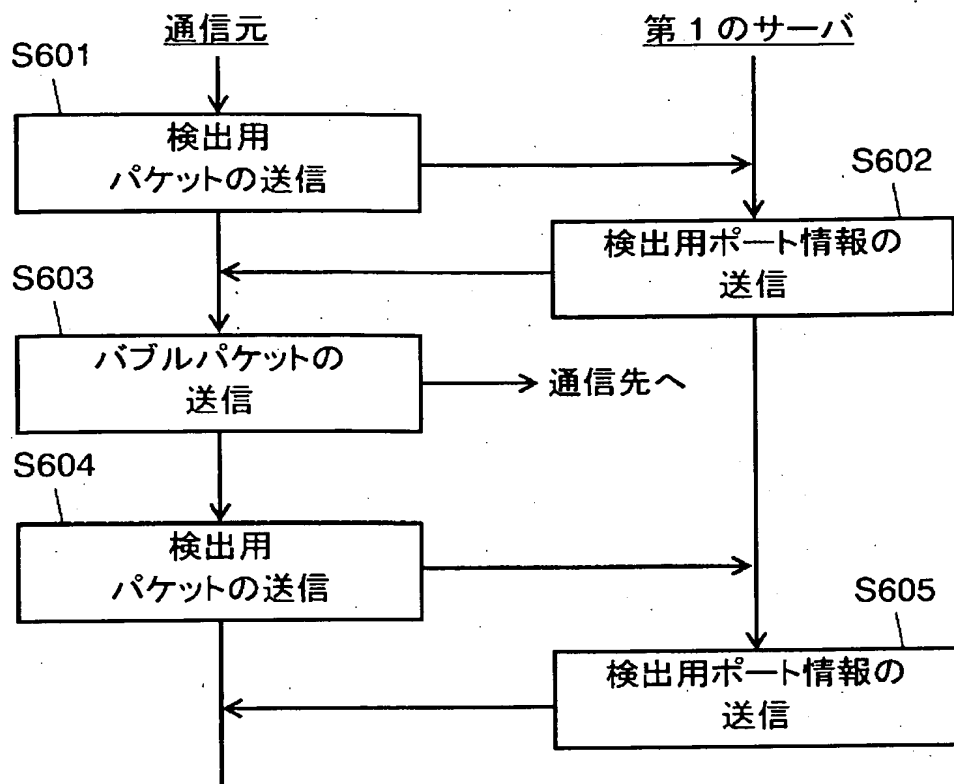 通信元
第1のサーバ
S601
検出用
パケットの送信
S602
検出用ポート情報の
送信
S603
バブルパケットの
送信
通信先へ
S604
検出用
パケットの送信
S605
検出用ポート情報の
送信